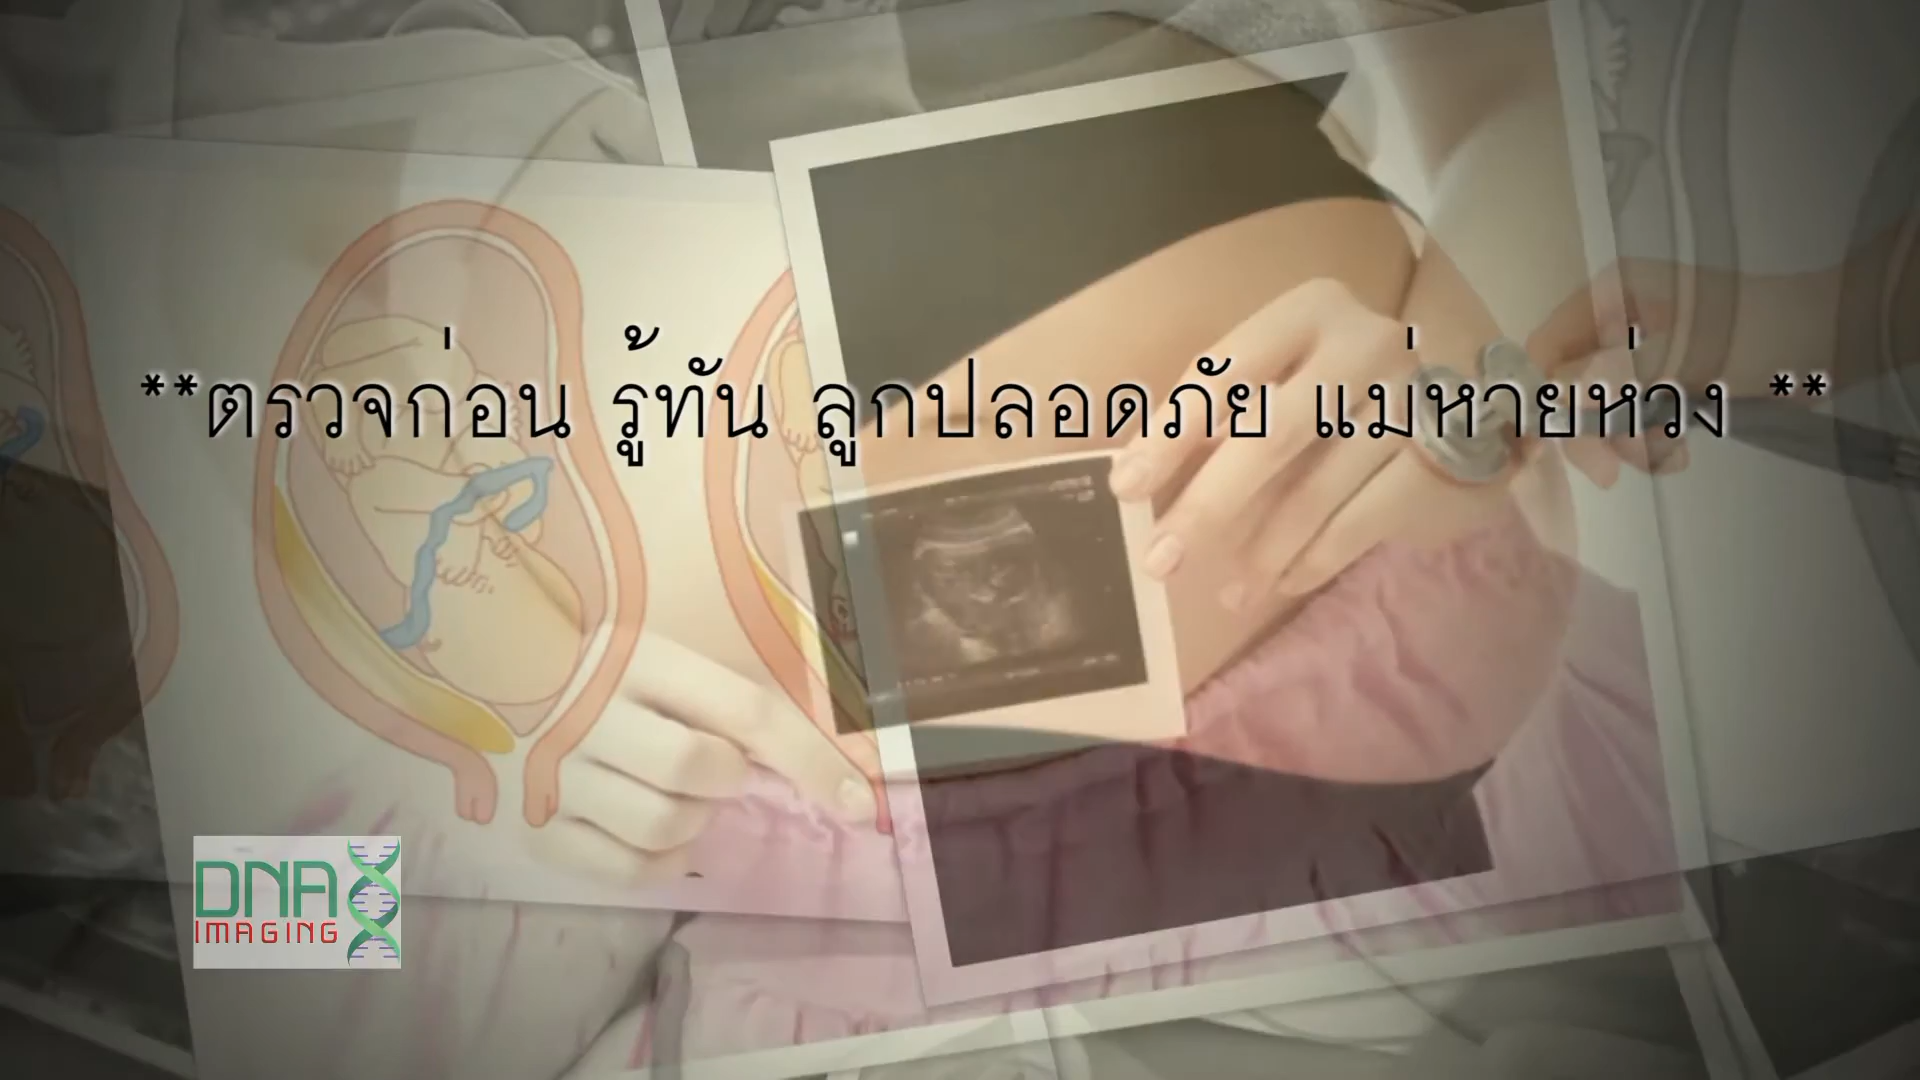 **ตรวจก่อน รู้ทัน ลูกปลอดภัย แม่หายห่วง **
DNA
IMAGING